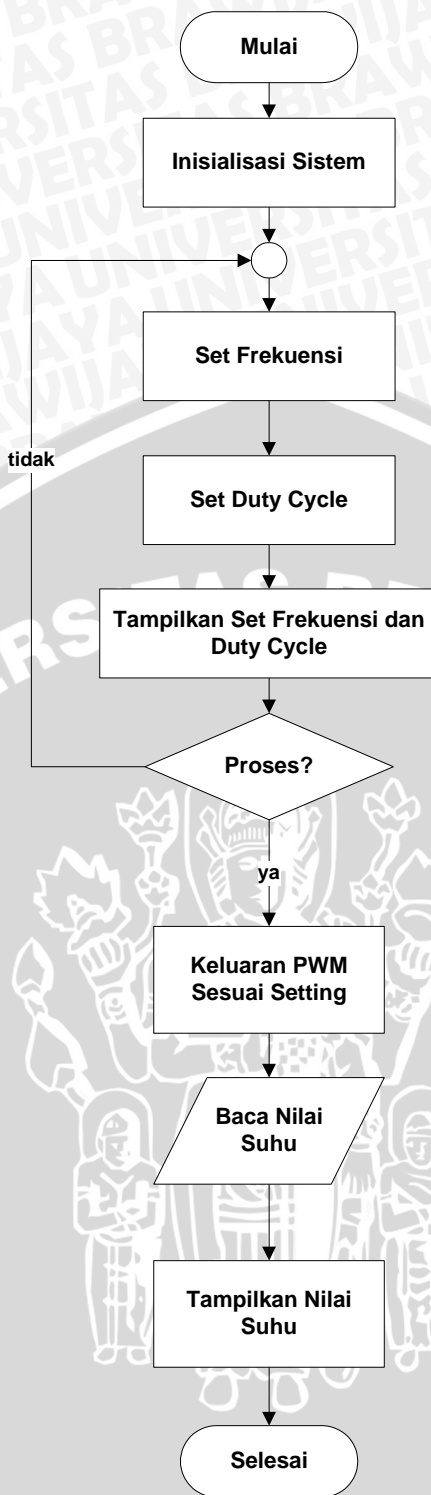 Mulai
Inisialisasi Sistem
Set Frekuensi
tidak
Set Duty Cycle
Tampilkan Set Frekuensi dan
Duty Cycle
Proses?
ya
Keluaran PWM
Sesuai Setting
Baca Nilai
Suhu
Tampilkan Nilai
Suhu
Selesai